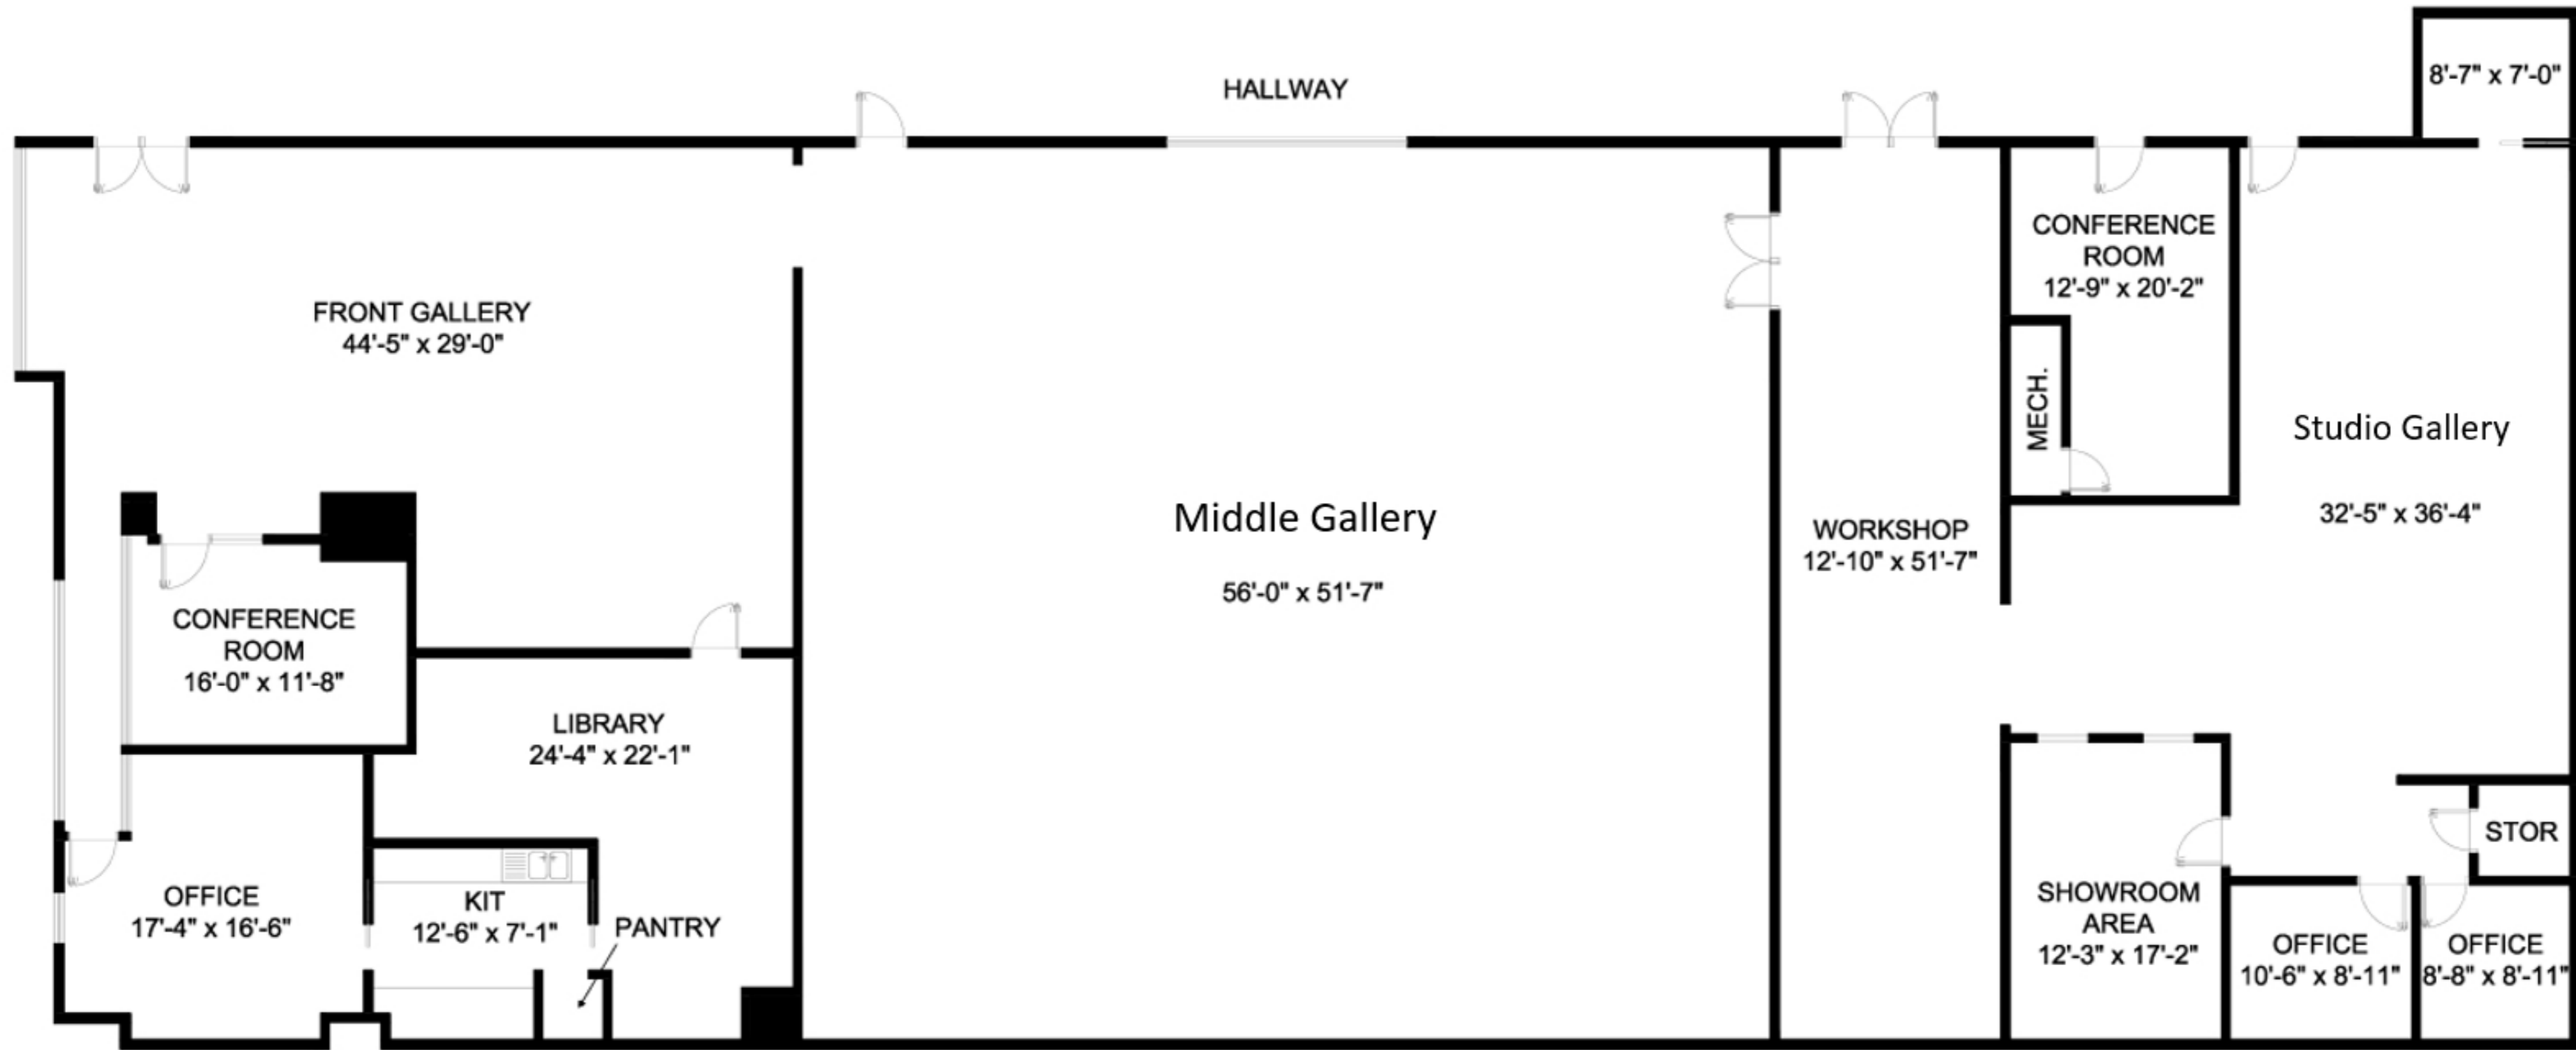 HALLWAY
8'-7" x 7'-0"
FRONT GALLERY
44'-5" x 29'-0"
CONFERENCE
ROOM
16'-0" x 11'-8"
LIBRARY
24'-4" x 22'-1"
OFFICE
17'-4" x 16'-6"
KIT
12'-6" x 7'-1"
PANTRY
Middle Gallery
56'-0" x 51'-7"
WORKSHOP
12'-10" x 51'-7"
CONFERENCE
ROOM
12'-9" x 20'-2"
MECH.
Studio Gallery
32'-5" x 36'-4"
STOR
SHOWROOM
AREA
12'-3" x 17'-2"
OFFICE
10'-6" x 8'-11"
OFFICE
8'-8" x 8'-11"